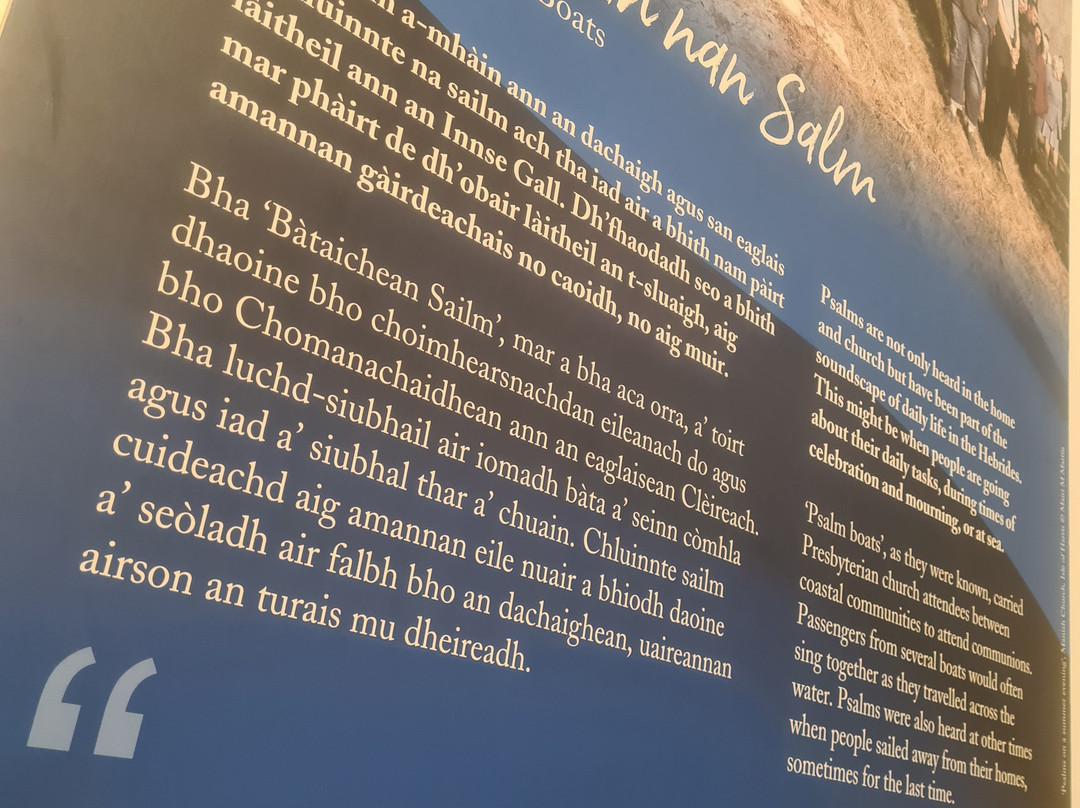 nan Salm
Boats
a-mhàin ann an dachaigh agus san eaglais
na sailm ach tha iad air a bhith nam pàirt
làitheil ann an Innse Gall. Dh’fhaodadh seo a bhith
mar phàirt de dh’obair làitheil an t-sluaigh, aig
amannan gàirdeachais no caoidh, no aig muir.
Bha ‘Bàtaichean Sailm’, mar a bha aca orra, a’ toirt
dhaoine bho choimhearsnachdan eileanach do agus
bho Chomanachaidhean ann an eaglaisean Clèireach.
Bha luchd-siubhail air iomadh bàta a’ seinn còmhla
agus iad a’ siubhal thar a’ chuain. Chluinnte sailm
cuideachd aig amannan eile nuair a bhiodh daoine
a’ seòladh air falbh bho an dachaighean, uaireannan
airson an turais mu dheireadh.
“
Psalms are not only heard in the home
and church but have been part of the
soundscape of daily life in the Hebrides.
This might be when people are going
about their daily tasks, during times of
celebration and mourning, or at sea.
‘Psalm boats’, as they were known, carried
Presbyterian church attendees between
coastal communities to attend communions.
Passengers from several boats would often
sing together as they travelled across the
water. Psalms were also heard at other times
when people sailed away from their homes,
sometimes for the last time.